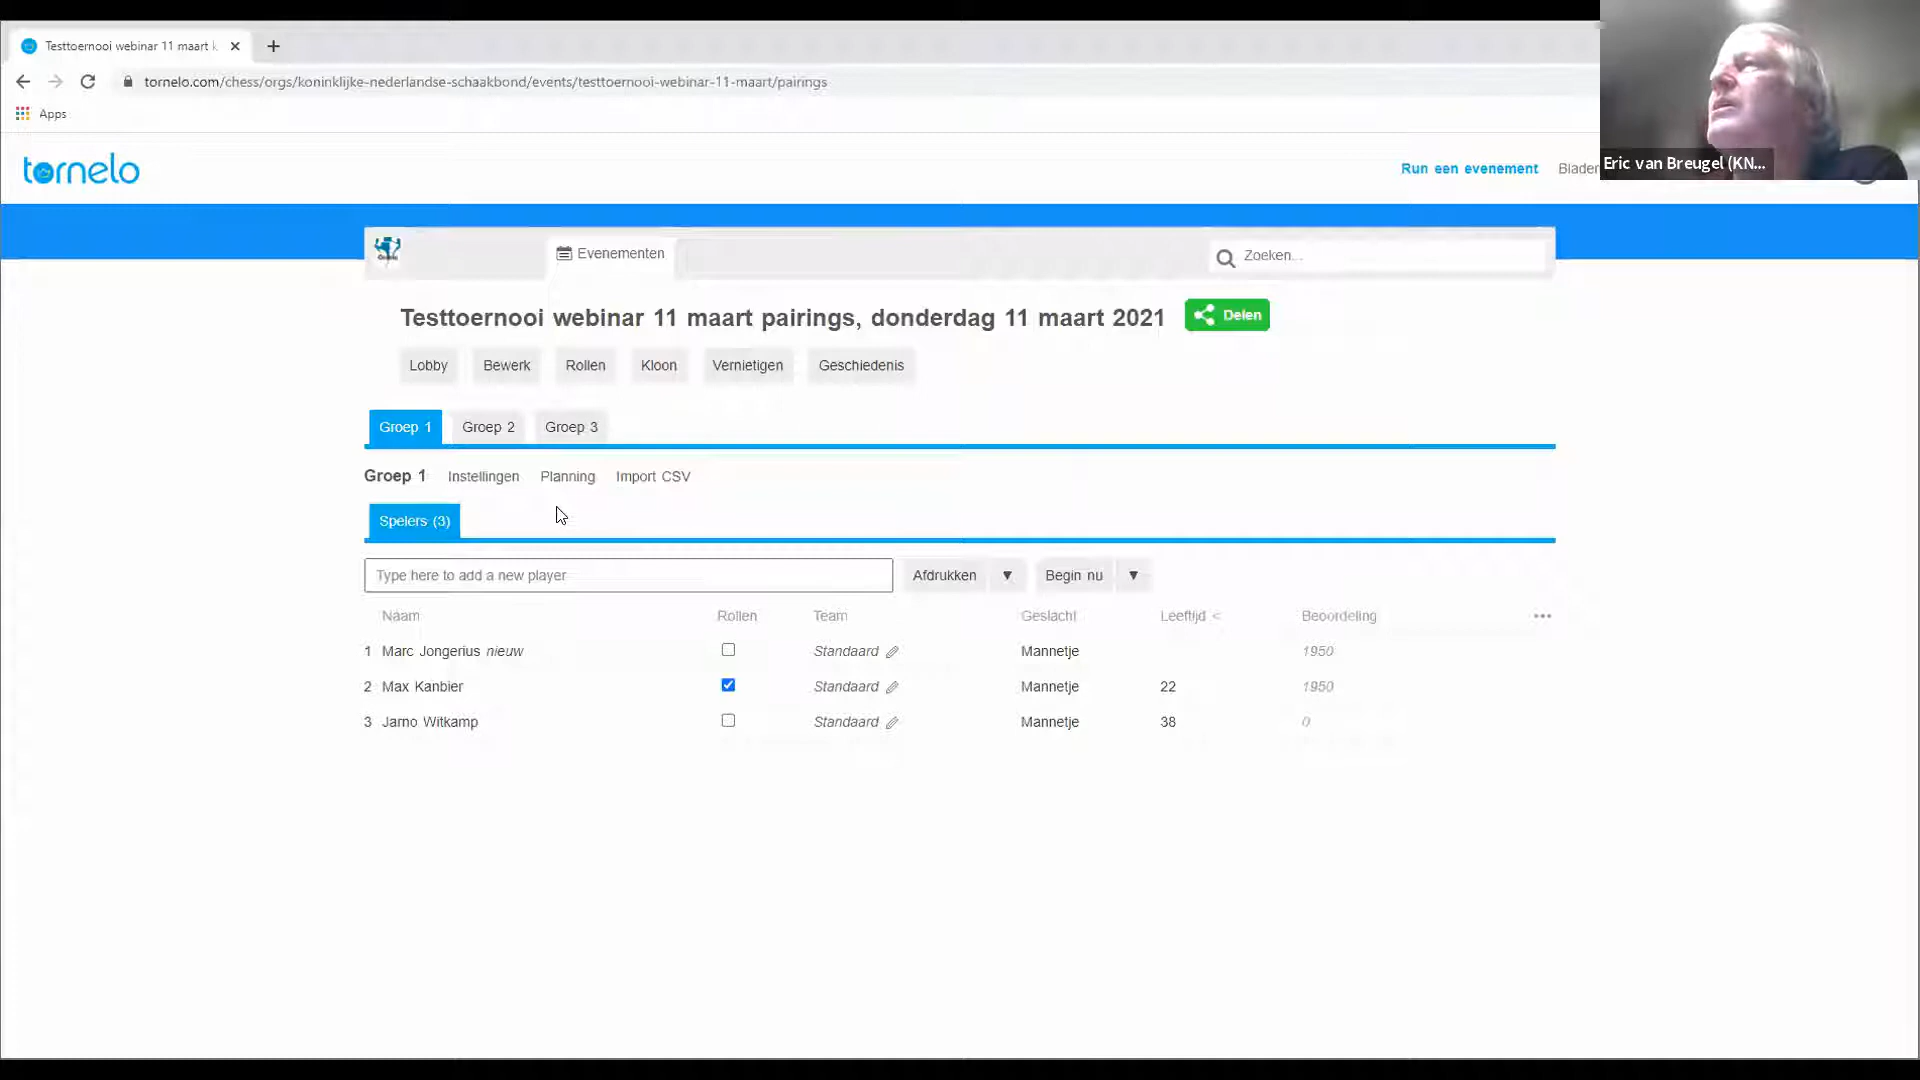 Testtoernooi webinar 11 maart k
tornelo.com/chess/orgs/koninklijke-nederlandse-schaakbond/events/testtoernooi-webinar-11-maart/pairings
Apps
tornelo
Run een evenement
Blader
Eric van Breugel (KN...
Evenementen
Zoeken...
Testtoernooi webinar 11 maart pairings, donderdag 11 maart 2021
Delen
Lobby Bewerk Rollen Kloon Vernietigen Geschiedenis
Groep 1 Groep 2 Groep 3
Groep 1 Instellingen Planning Import CSV
Spelers (3)
Type here to add a new player Afdrukken ▼ Begin nu ▼
Naam Rollen Team Geslacht Leeftijd < Beoordeling •••
1 Marc Jongerius nieuw Standaard Mannetje 1950
2 Max Kanbier Standaard Mannetje 22 1950
3 Jarno Witkamp Standaard Mannetje 38 0